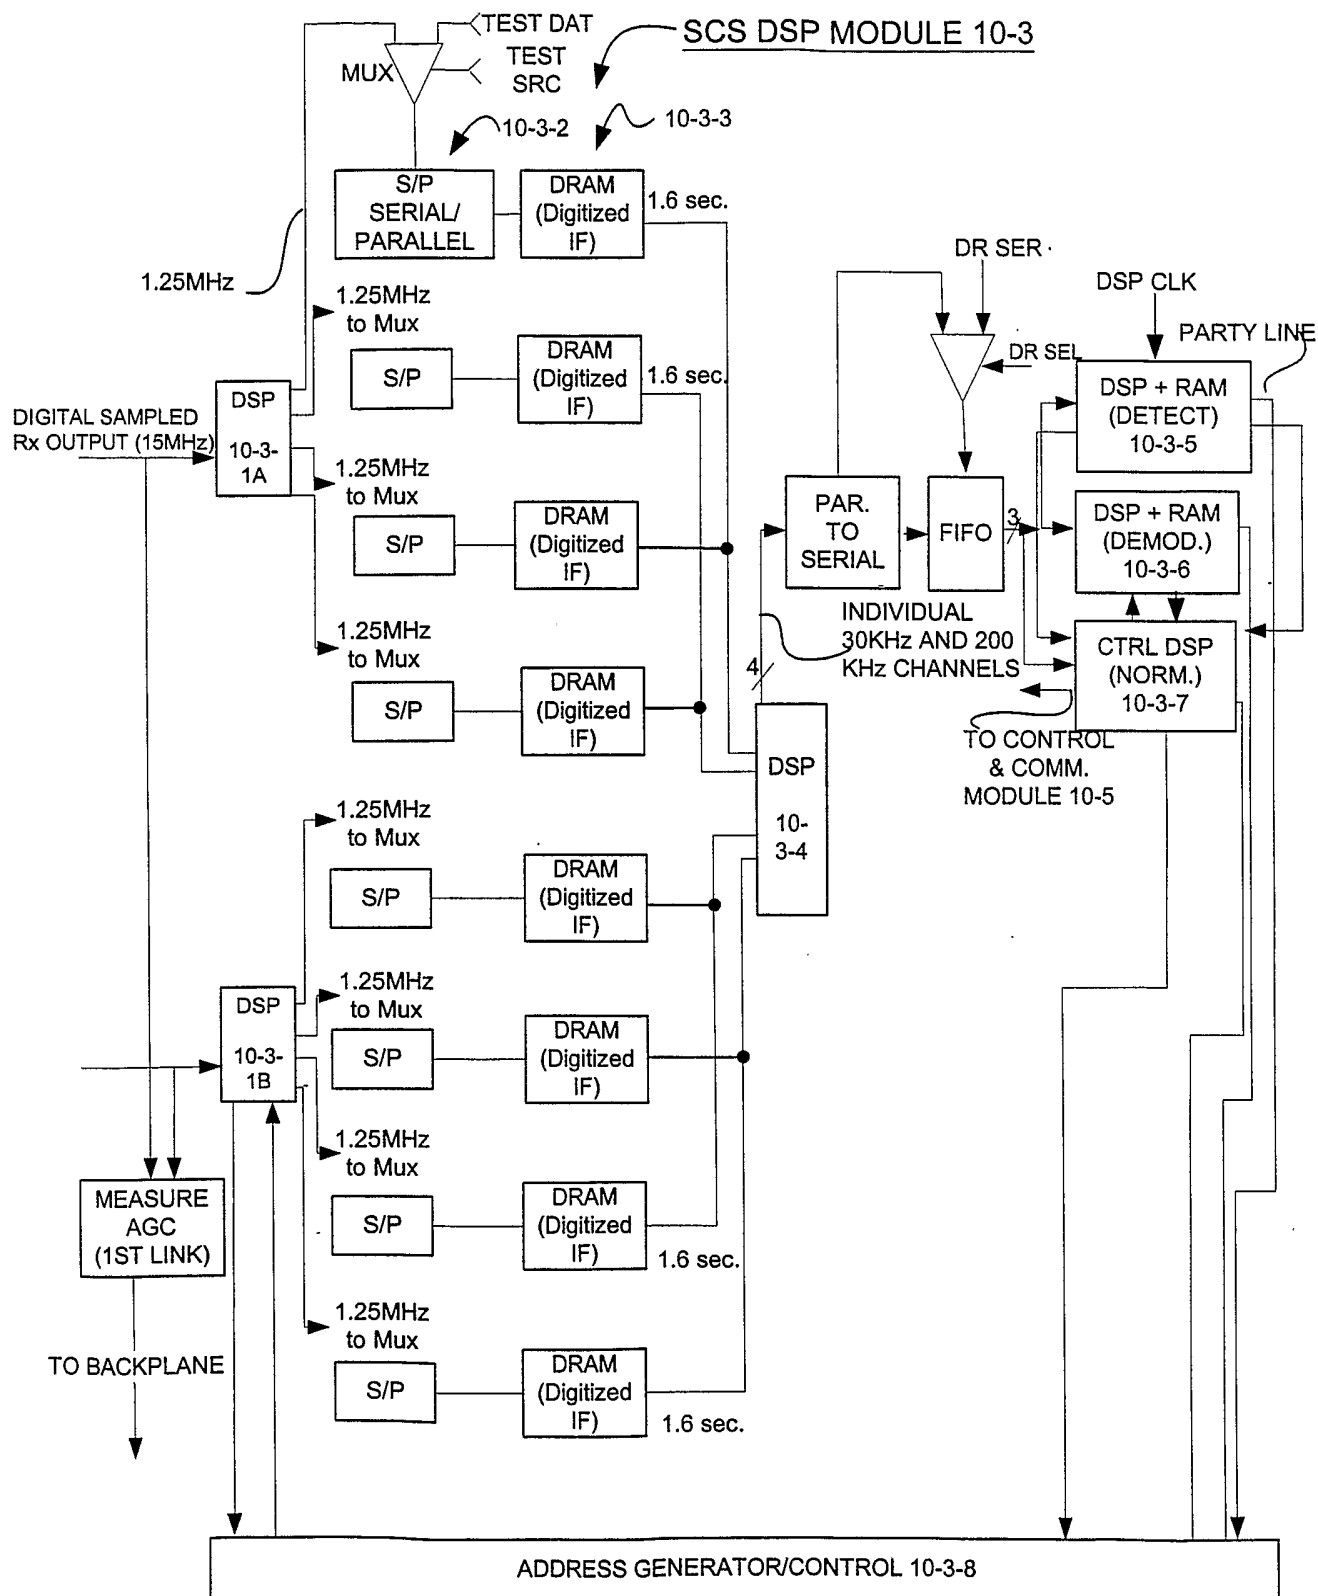 TEST DAT
SCS DSP MODULE 10-3
MUX
TEST
SRC
10-3-2
10-3-3
S/P
SERIAL/
PARALLEL
DRAM
(Digitized
IF)
1.6 sec.
1.25MHz
DR SER
DSP CLK
PARTY LINE
1.25MHz
to Mux
S/P
DRAM
(Digitized
IF)
1.6 sec.
DR SEL
DSP + RAM
(DETECT)
10-3-5
DIGITAL SAMPLED
Rx OUTPUT (15MHz)
DSP
10-3-
1A
1.25MHz
to Mux
S/P
DRAM
(Digitized
IF)
PAR.
TO
SERIAL
FIFO
3
DSP + RAM
(DEMOD.)
10-3-6
INDIVIDUAL
30KHz AND 200
KHz CHANNELS
4
CTRL DSP
(NORM.)
10-3-7
TO CONTROL
& COMM.
MODULE 10-5
1.25MHz
to Mux
S/P
DRAM
(Digitized
IF)
DSP
10-
3-4
1.25MHz
to Mux
S/P
DRAM
(Digitized
IF)
DSP
10-3-
1B
1.25MHz
to Mux
S/P
DRAM
(Digitized
IF)
1.25MHz
to Mux
S/P
DRAM
(Digitized
IF)
1.6 sec.
MEASURE
AGC
(1ST LINK)
TO BACKPLANE
1.25MHz
to Mux
S/P
DRAM
(Digitized
IF)
1.6 sec.
ADDRESS GENERATOR/CONTROL 10-3-8